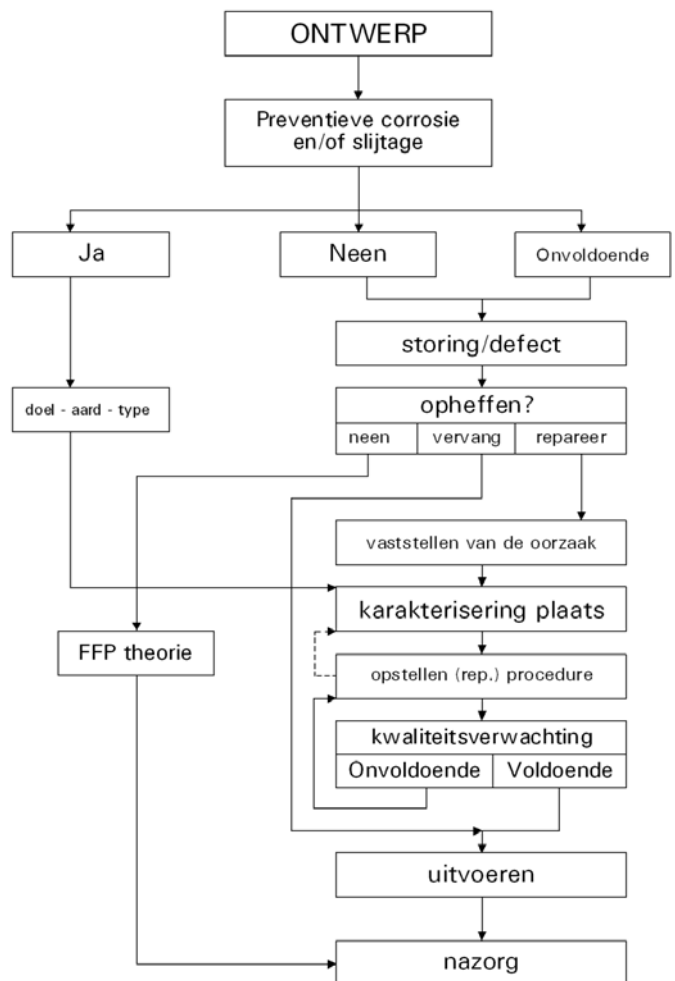 ONTWERP
Preventieve corrosie
en/of slijtage
Ja
Neen
Onvoldoende
storing/defect
doel - aard - type
opheffen?
neen
vervang
repareer
vaststellen van de oorzaak
karakterisering plaats
FFP theorie
opstellen (rep.) procedure
kwaliteitsverwachting
Onvoldoende
Voldoende
uitvoeren
nazorg